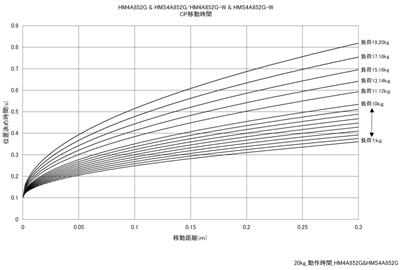 HM4A852G & HMS4A852G/HM4A852G-W & HMS4A852G-W
CP移動時間
位置決め時間(s)
0.9
0.8
0.7
0.6
0.5
0.4
0.3
0.2
0.1
0
0
0.05
0.1
0.15
0.2
0.25
0.3
移動距離(m)
負荷19,20kg
負荷17,18kg
負荷15,16kg
負荷13,14kg
負荷11,12kg
負荷10kg
負荷1kg
20kg_動作時間_HM4A852G&HMS4A852G